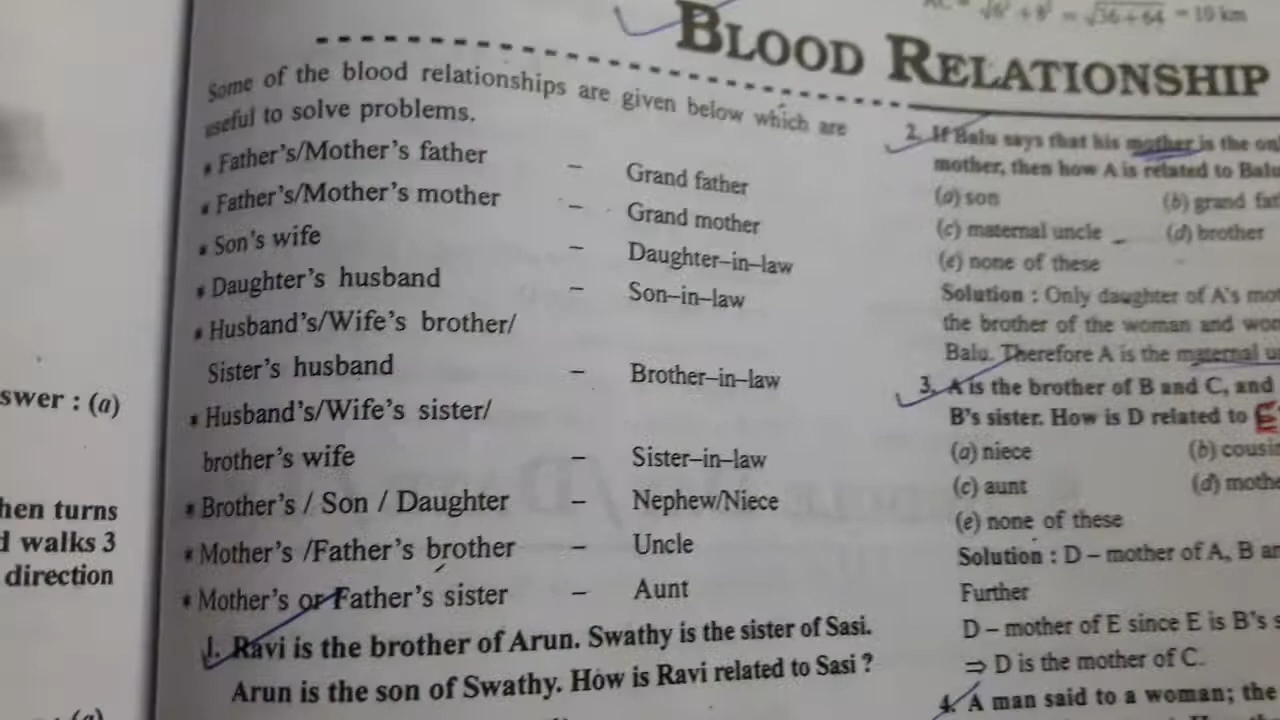 swer : (a)
hen turns
d walks 3
direction
= √36+64 = 10 km
BLOOD RELATIONSHIP
Some of the blood relationships are given below which are
useful to solve problems.
* Father's/Mother's father – Grand father
* Father's/Mother's mother – Grand mother
* Son's wife – Daughter–in–law
* Daughter's husband – Son–in–law
* Husband's/Wife's brother/
Sister's husband – Brother–in–law
* Husband's/Wife's sister/
brother's wife – Sister–in–law
* Brother's / Son / Daughter – Nephew/Niece
* Mother's /Father's brother – Uncle
* Mother's or Father's sister – Aunt
1. Ravi is the brother of Arun. Swathy is the sister of Sasi.
Arun is the son of Swathy. How is Ravi related to Sasi ?
2. If Balu says that his mother is the on
mother, then how A is related to Balu
(a) son (b) grand fat
(c) maternal uncle (d) brother
(e) none of these
Solution : Only daughter of A's mot
the brother of the woman and wo
Balu. Therefore A is the maternal u
3. A is the brother of B and C, and
B's sister. How is D related to E
(a) niece (b) cousin
(c) aunt (d) mothe
(e) none of these
Solution : D – mother of A, B an
Further
D – mother of E since E is B's s
⇒ D is the mother of C.
4. A man said to a woman; the